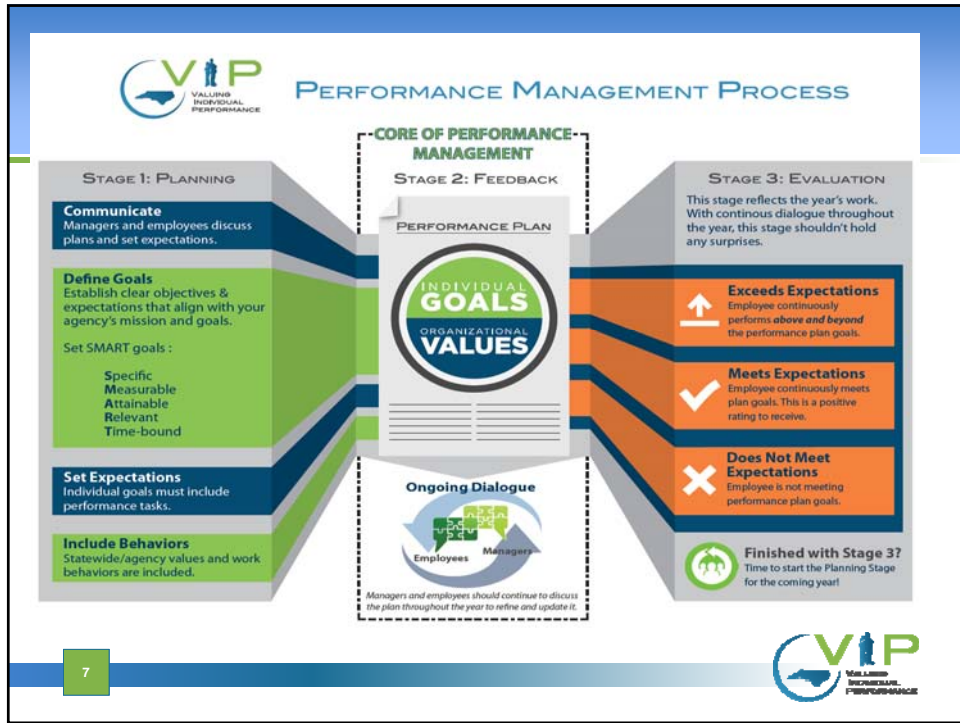 VIP
VALUING
INDIVIDUAL
PERFORMANCE
PERFORMANCE MANAGEMENT PROCESS
CORE OF PERFORMANCE
MANAGEMENT
STAGE 1: PLANNING
Communicate
Managers and employees discuss
plans and set expectations.
Define Goals
Establish clear objectives &
expectations that align with your
agency's mission and goals.
Set SMART goals :
Specific
Measurable
Attainable
Relevant
Time-bound
Set Expectations
Individual goals must include
performance tasks.
Include Behaviors
Statewide/agency values and work
behaviors are included.
STAGE 2: FEEDBACK
PERFORMANCE PLAN
INDIVIDUAL
GOALS
ORGANIZATIONAL
VALUES
Ongoing Dialogue
Employees
Managers
Managers and employees should continue to discuss
the plan throughout the year to refine and update it.
STAGE 3: EVALUATION
This stage reflects the year's work.
With continous dialogue throughout
the year, this stage shouldn't hold
any surprises.
Exceeds Expectations
Employee continuously
performs above and beyond
the performance plan goals.
Meets Expectations
Employee continuously meets
plan goals. This is a positive
rating to receive.
Does Not Meet
Expectations
Employee is not meeting
performance plan goals.
Finished with Stage 3?
Time to start the Planning Stage
for the coming year!
7
VIP
VALUING
INDIVIDUAL
PERFORMANCE